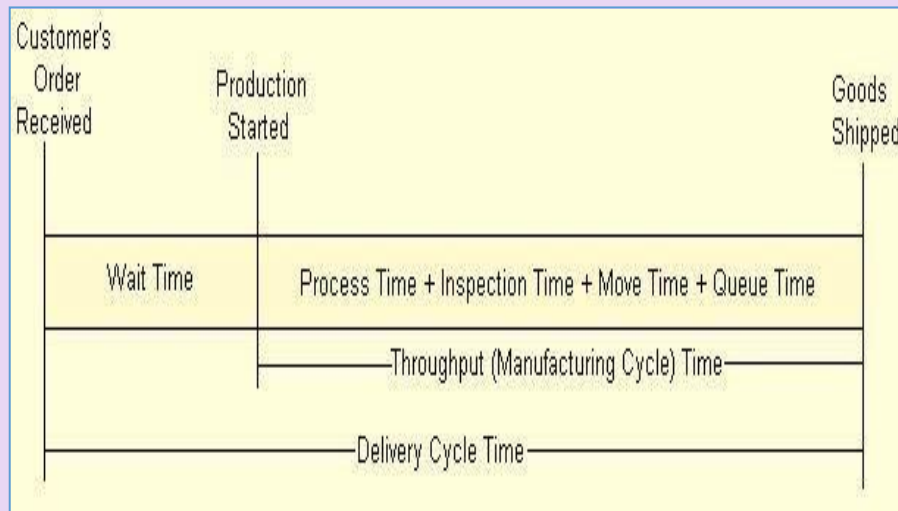 Customer's
Order
Received
Production
Started
Goods
Shipped
Wait Time
Process Time + Inspection Time + Move Time + Queue Time
Throughput (Manufacturing Cycle) Time
Delivery Cycle Time